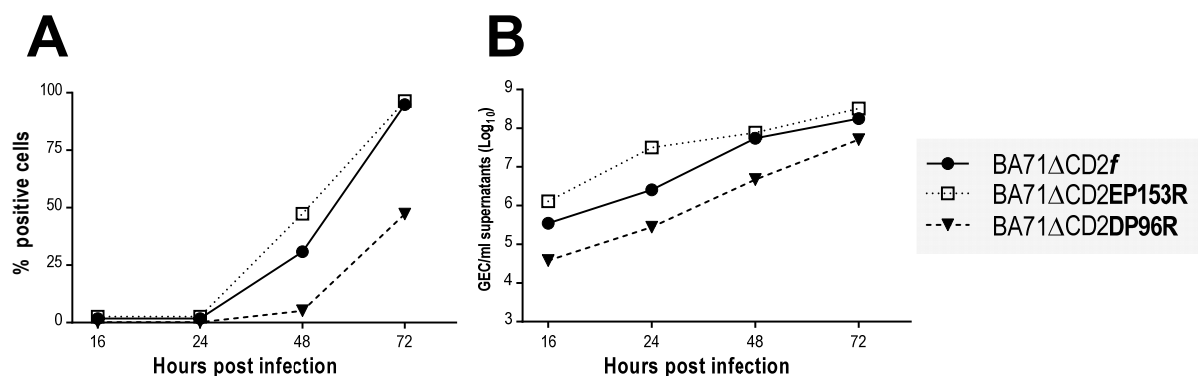 A
B
% positive cells
100
75
50
25
0
16 24 48 72
Hours post infection
GEC/ml supernatants (Log10)
9
8
7
6
5
4
3
16 24 48 72
Hours post infection
BA71ΔCD2f
BA71ΔCD2EP153R
BA71ΔCD2DP96R